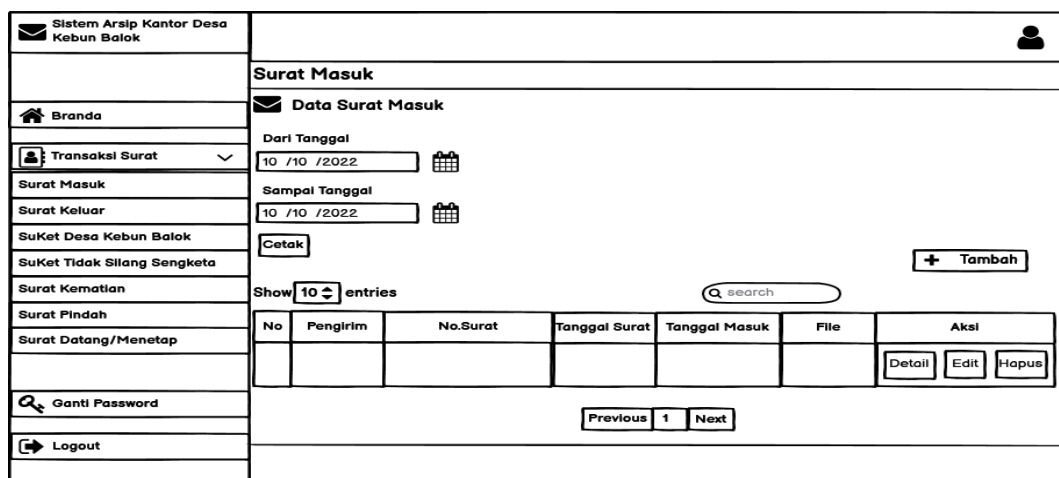 Sistem Arsip Kantor Desa
Kebun Balok
Branda
Transaksi Surat
Surat Masuk
Surat Keluar
SuKet Desa Kebun Balok
SuKet Tidak Silang Sengketa
Surat Kematian
Surat Pindah
Surat Datang/Menetap
Ganti Password
Logout
Surat Masuk
Data Surat Masuk
Dari Tanggal
10 /10 /2022
Sampai Tanggal
10 /10 /2022
Cetak
+ Tambah
Show 10 entries
search
No Pengirim No.Surat Tanggal Surat Tanggal Masuk File Aksi
Detail Edit Hapus
Previous 1 Next